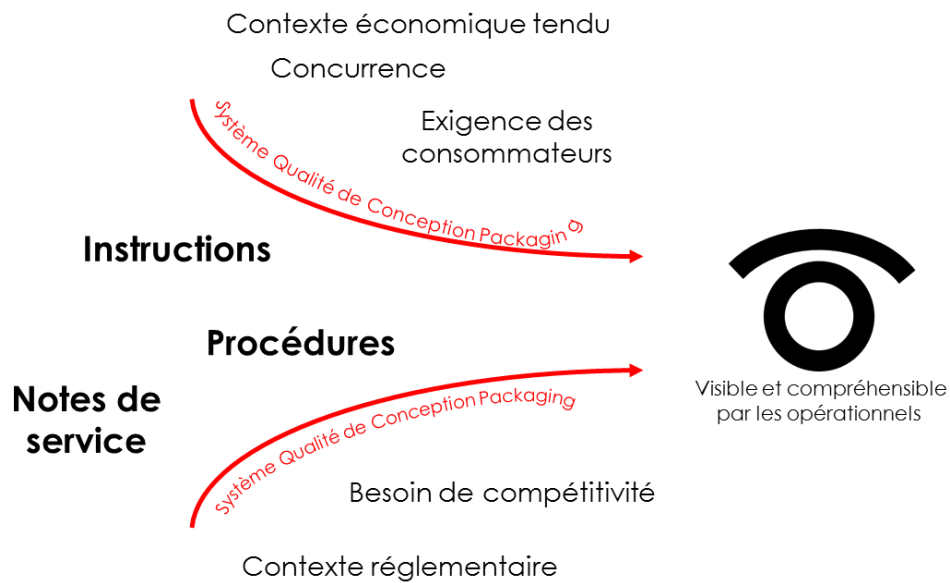 Contexte économique tendu
Concurrence
Exigence des
consommateurs
Système Qualité de Conception Packaging
Instructions
Procédures
Notes de
service
Visible et compréhensible
par les opérationnels
Système Qualité de Conception Packaging
Besoin de compétitivité
Contexte réglementaire